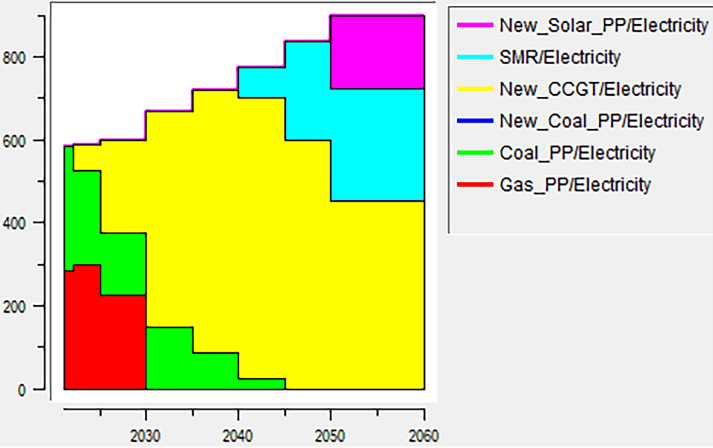 800
600
400
200
0
2030 2040 2050 2060
New_Solar_PP/Electricity
SMR/Electricity
New_CCGT/Electricity
New_Coal_PP/Electricity
Coal_PP/Electricity
Gas_PP/Electricity